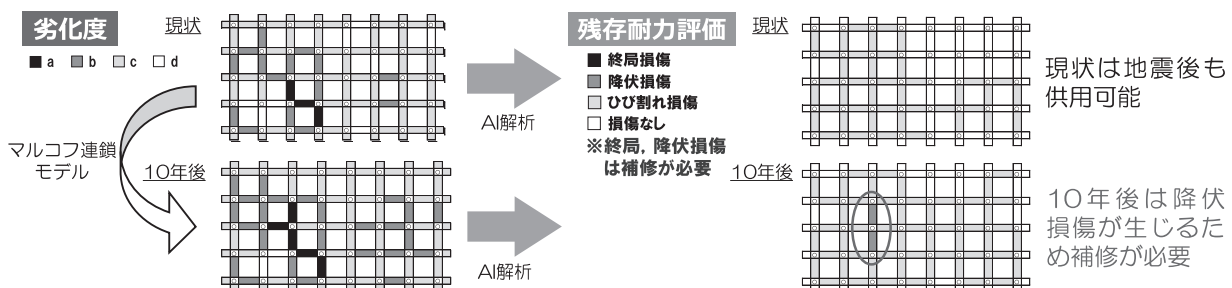 劣化度
現状
■ a ■ b □ c □ d
マルコフ連鎖
モデル
10年後
AI解析
AI解析
残存耐力評価
■ 終局損傷
■ 降伏損傷
□ ひび割れ損傷
□ 損傷なし
※終局，降伏損傷
は補修が必要
現状
現状は地震後も
供用可能
10年後
10年後は降伏
損傷が生じるた
め補修が必要